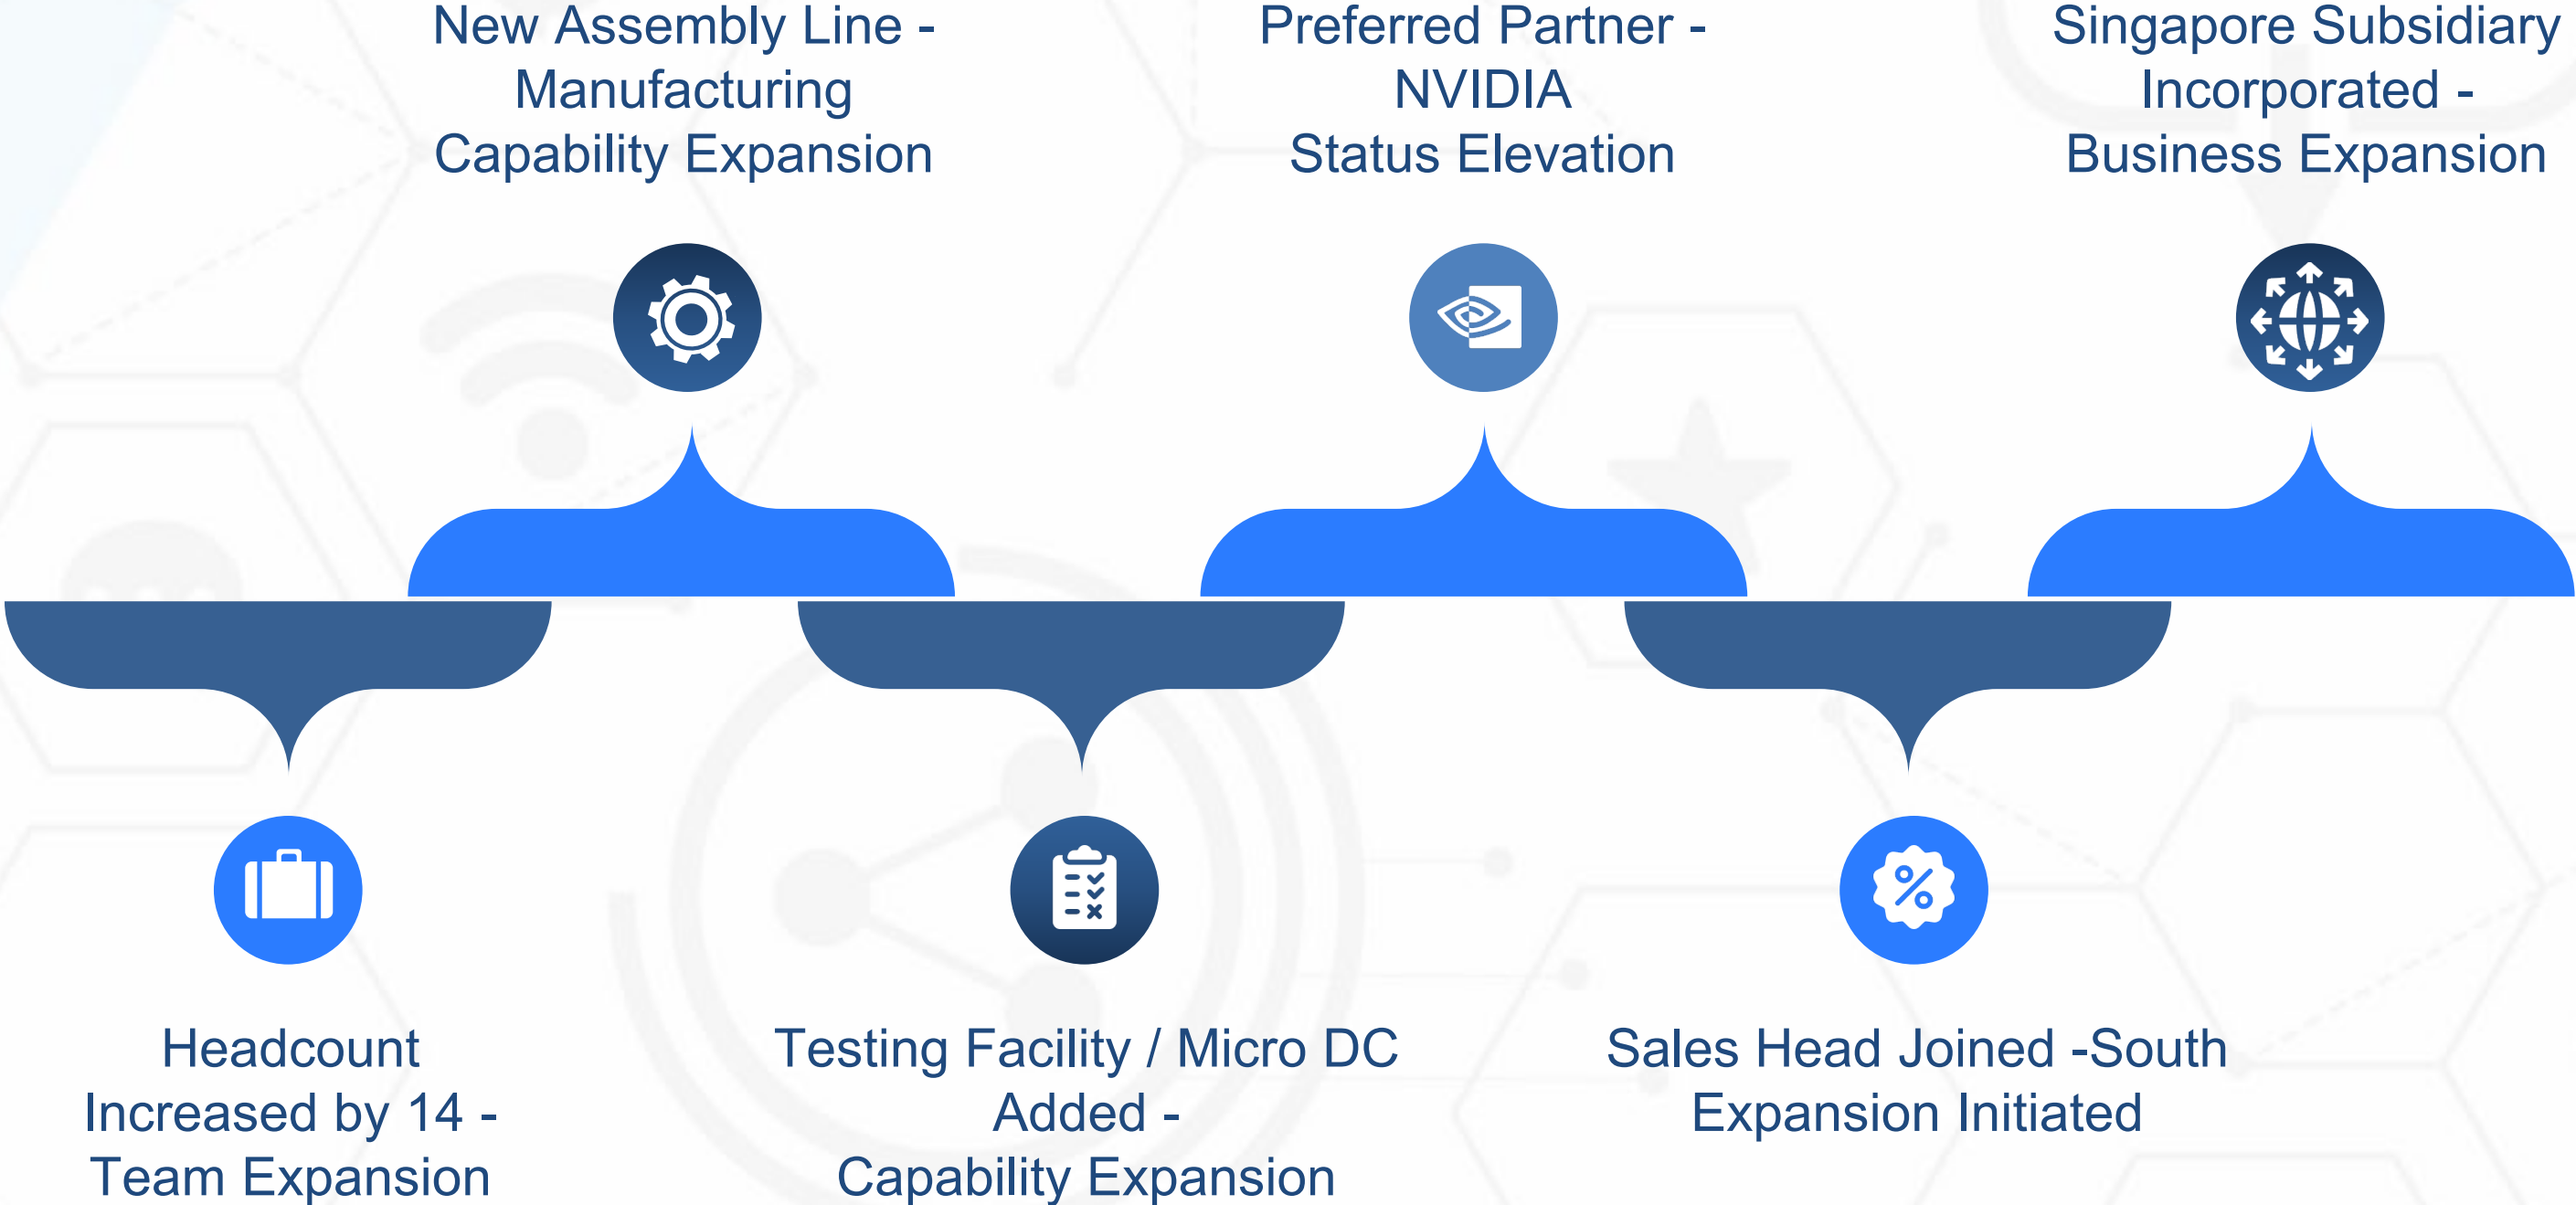 New Assembly Line -
Manufacturing
Capability Expansion
Preferred Partner -
NVIDIA
Status Elevation
Singapore Subsidiary
Incorporated -
Business Expansion
Headcount
Increased by 14 -
Team Expansion
Testing Facility / Micro DC
Added -
Capability Expansion
Sales Head Joined -South
Expansion Initiated